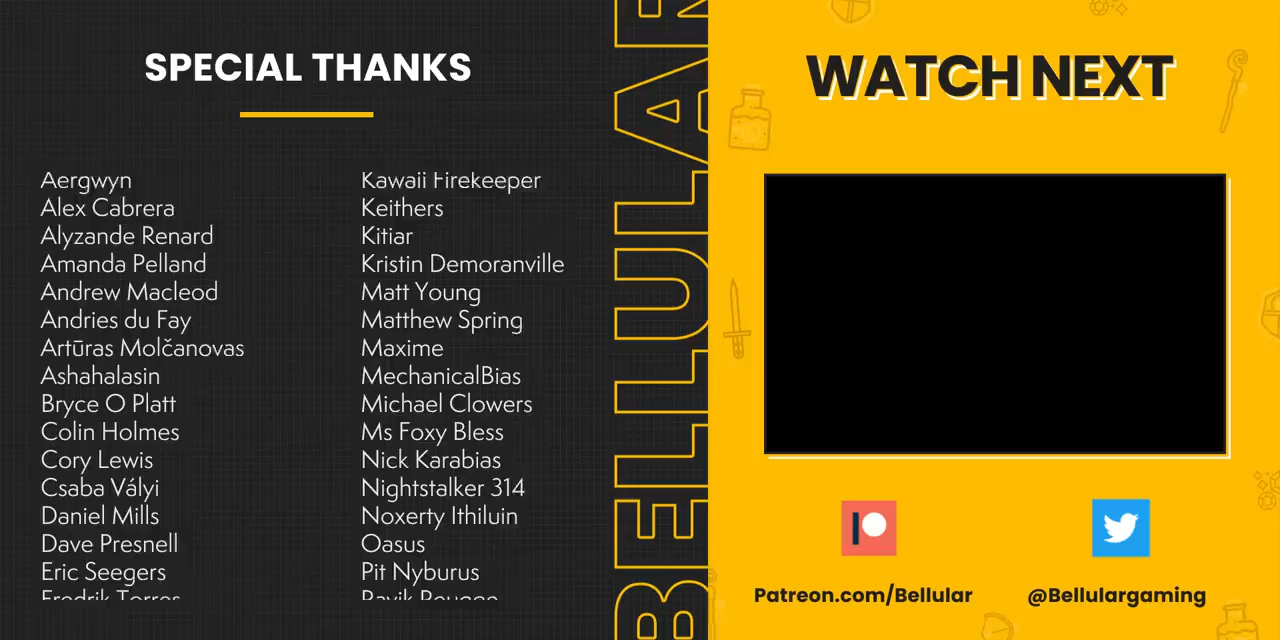 SPECIAL THANKS
Aergwyn
Alex Cabrera
Alyzande Renard
Amanda Pelland
Andrew Macleod
Andries du Fay
Artūras Molčanovas
Ashahalasin
Bryce O Platt
Colin Holmes
Cory Lewis
Csaba Vályi
Daniel Mills
Dave Presnell
Eric Seegers
Fredrik Torres
Kawaii Firekeeper
Keithers
Kitiar
Kristin Demoranville
Matt Young
Matthew Spring
Maxime
MechanicalBias
Michael Clowers
Ms Foxy Bless
Nick Karabias
Nightstalker 314
Noxerty Ithiluin
Oasus
Pit Nyburus
BELLULAR
WATCH NEXT
Patreon.com/Bellular
@Bellulargaming